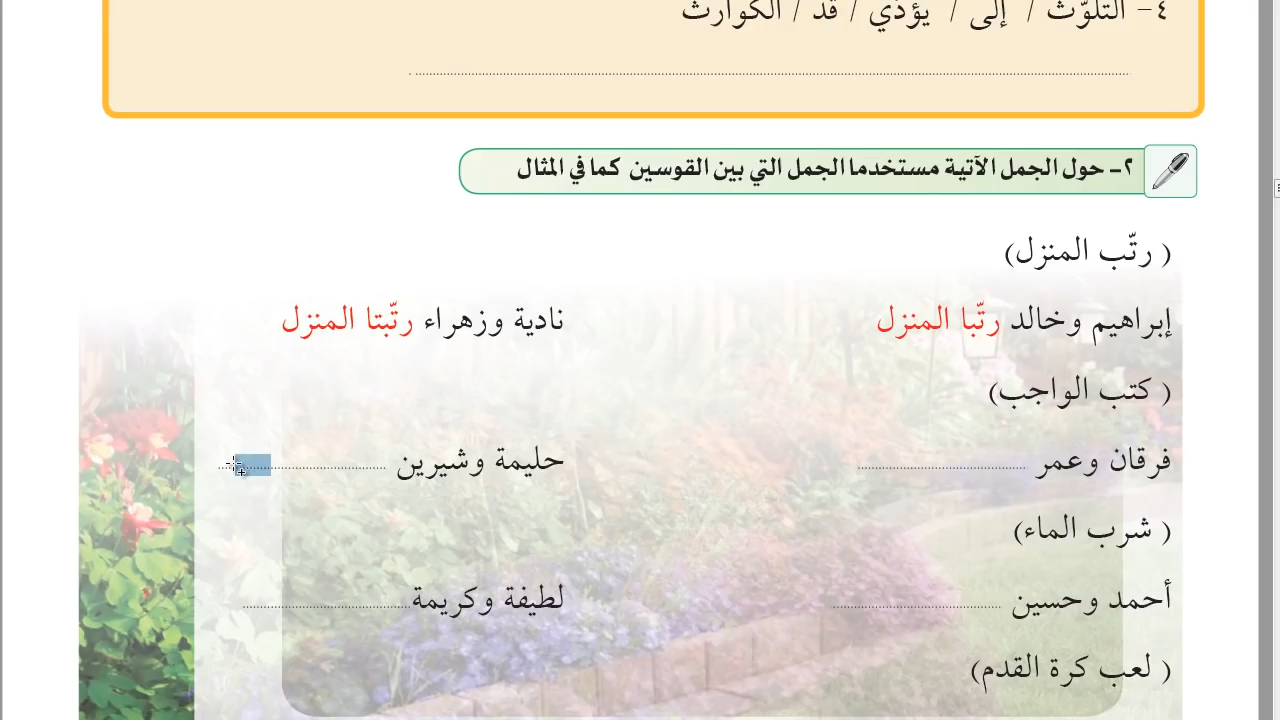 ٤- التلوّث / إلى / يؤدّي / قد / الكوارث
٢- حول الجمل الآتية مستخدما الجمل التي بين القوسين كما في المثال
( رتّب المنزل)
إبراهيم وخالد رتّبا المنزل نادية وزهراء رتّبتا المنزل
( كتب الواجب)
فرقان وعمر ........................ حليمة وشيرين ........................
( شرب الماء)
أحمد وحسين ........................ لطيفة وكريمة ........................
( لعب كرة القدم)